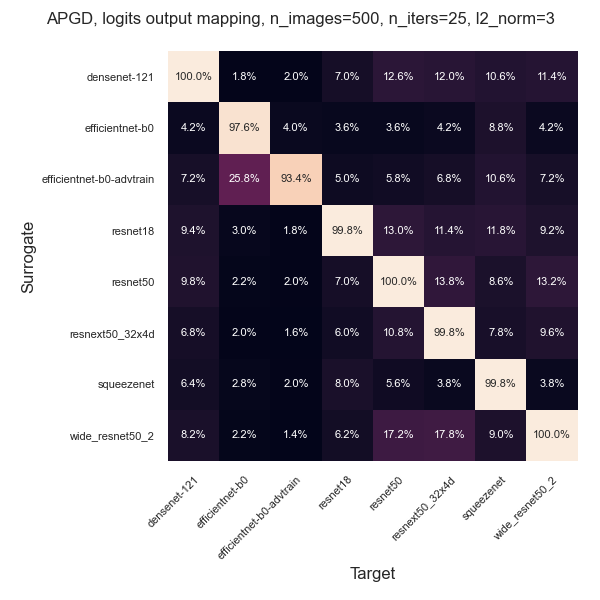 APGD, logits output mapping, n_images=500, n_iters=25, l2_norm=3
Surrogate
densenet-121 100.0% 1.8% 2.0% 7.0% 12.6% 12.0% 10.6% 11.4%
efficientnet-b0 4.2% 97.6% 4.0% 3.6% 3.6% 4.2% 8.8% 4.2%
efficientnet-b0-advtrain 7.2% 25.8% 93.4% 5.0% 5.8% 6.8% 10.6% 7.2%
resnet18 9.4% 3.0% 1.8% 99.8% 13.0% 11.4% 11.8% 9.2%
resnet50 9.8% 2.2% 2.0% 7.0% 100.0% 13.8% 8.6% 13.2%
resnext50_32x4d 6.8% 2.0% 1.6% 6.0% 10.8% 99.8% 7.8% 9.6%
squeezenet 6.4% 2.8% 2.0% 8.0% 5.6% 3.8% 99.8% 3.8%
wide_resnet50_2 8.2% 2.2% 1.4% 6.2% 17.2% 17.8% 9.0% 100.0%
densenet-121 efficientnet-b0 efficientnet-b0-advtrain resnet18 resnet50 resnext50_32x4d squeezenet wide_resnet50_2
Target